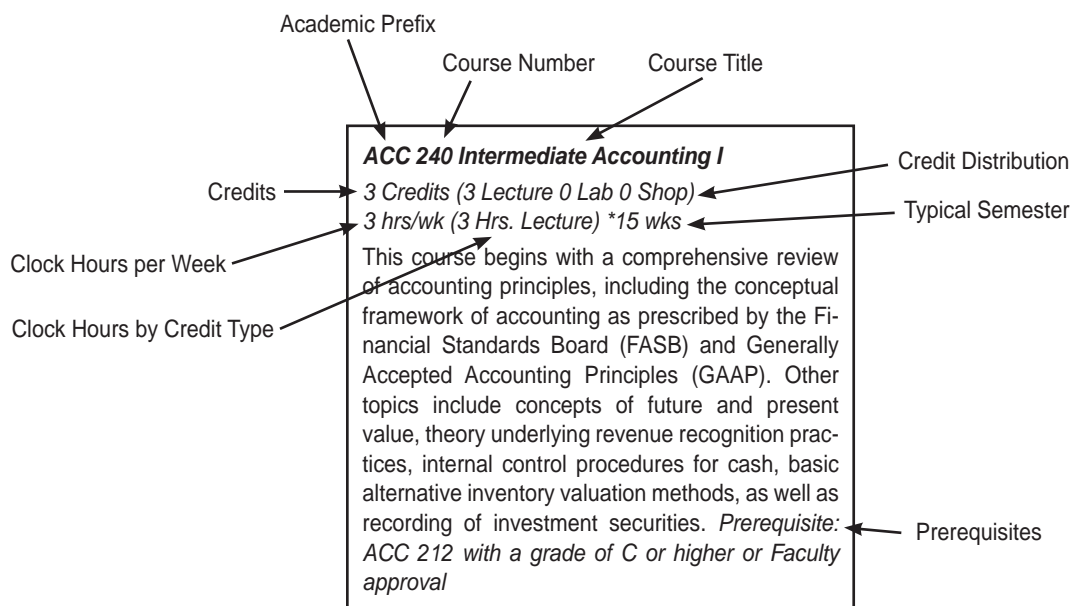 Academic Prefix
Course Number
Course Title
ACC 240 Intermediate Accounting I
Credit Distribution
Credits
3 Credits (3 Lecture 0 Lab 0 Shop)
Typical Semester
3 hrs/wk (3 Hrs. Lecture) *15 wks
Clock Hours per Week
Clock Hours by Credit Type
This course begins with a comprehensive review
of accounting principles, including the conceptual
framework of accounting as prescribed by the Fi-
nancial Standards Board (FASB) and Generally
Accepted Accounting Principles (GAAP). Other
topics include concepts of future and present
value, theory underlying revenue recognition prac-
tices, internal control procedures for cash, basic
alternative inventory valuation methods, as well as
recording of investment securities. Prerequisite:
ACC 212 with a grade of C or higher or Faculty
approval
Prerequisites